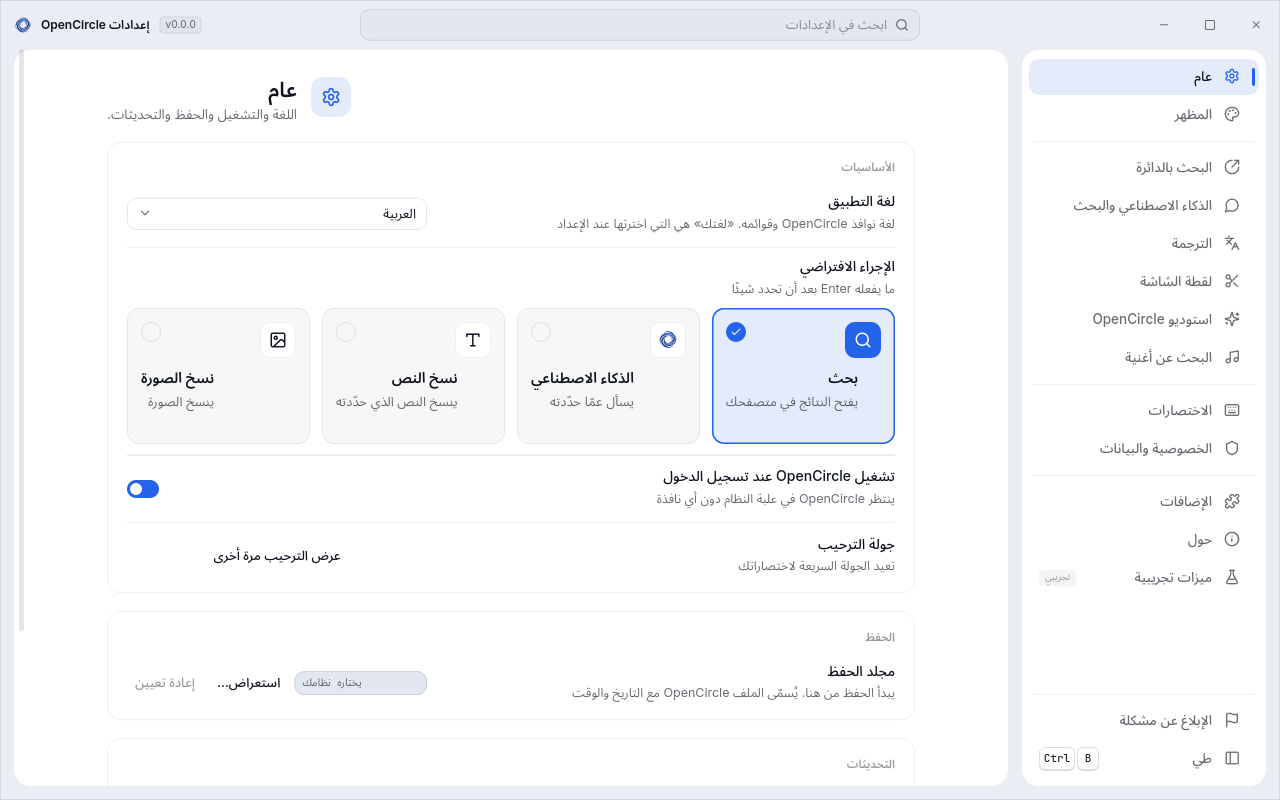 إعدادات OpenCircle
v0.0.0
ابحث في الإعدادات
عام
المظهر
البحث بالدائرة
الذكاء الاصطناعي والبحث
الترجمة
لقطة الشاشة
استوديو OpenCircle
البحث عن أغنية
الاختصارات
الخصوصية والبيانات
الإضافات
حول
ميزات تجريبية
تجريبي
الإبلاغ عن مشكلة
طي
Ctrl B
عام
اللغة والتشغيل والحفظ والتحديثات.
الأساسيات
لغة التطبيق
لغة نوافذ OpenCircle وقوائمه. «لغتك» هي التي اخترتها عند الإعداد
العربية
الإجراء الافتراضي
ما يفعله Enter بعد أن تحدد شيئًا
بحث
يفتح النتائج في متصفحك
الذكاء الاصطناعي
يسأل عمّا حدّدته
نسخ النص
ينسخ النص الذي حدّدته
نسخ الصورة
ينسخ الصورة
تشغيل OpenCircle عند تسجيل الدخول
ينتظر OpenCircle في علبة النظام دون أي نافذة
جولة الترحيب
تعيد الجولة السريعة لاختصاراتك
عرض الترحيب مرة أخرى
الحفظ
مجلد الحفظ
يبدأ الحفظ من هنا. يُسمّى الملف OpenCircle مع التاريخ والوقت
يختاره نظامك
استعراض...
إعادة تعيين
التحديثات